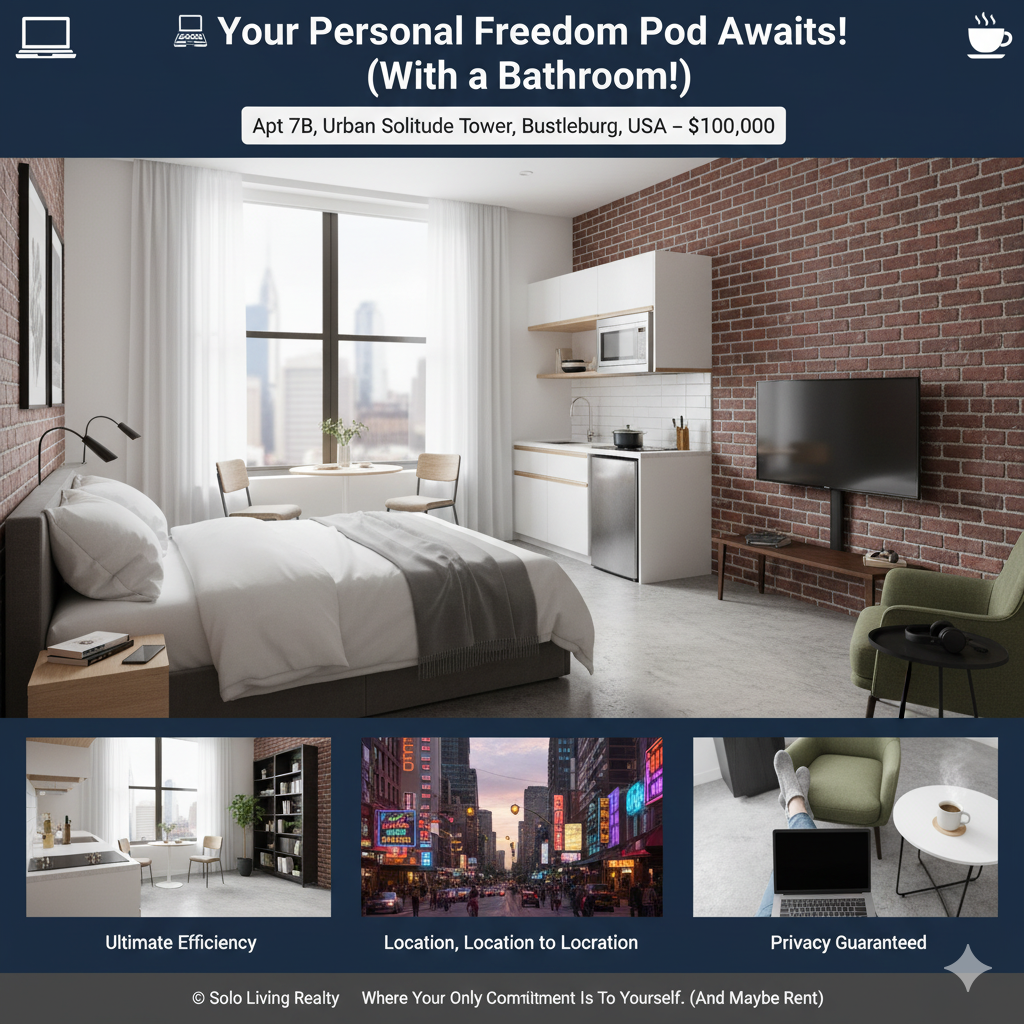 Your Personal Freedom Pod Awaits!
(With a Bathroom!)
Apt 7B, Urban Solitude Tower, Bustleburg, USA – $100,000
Ultimate Efficiency
Location, Location to Locration
Privacy Guaranteed
© Solo Living Realty Where Your Only Comitment Is To Yourself. (And Maybe Rent)